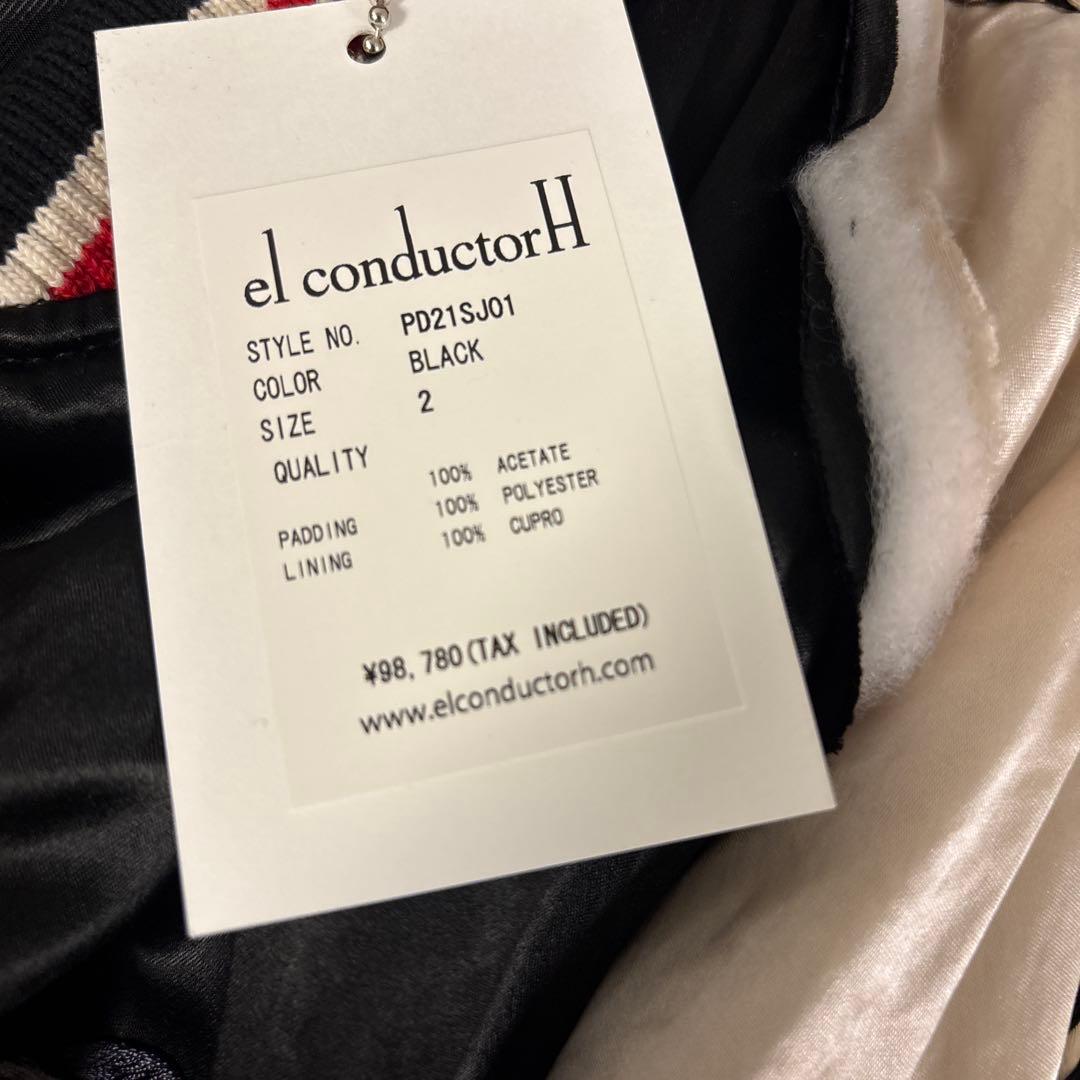 el conductorH
STYLE NO. PD21SJ01
COLOR BLACK
SIZE 2
QUALITY 100% ACETATE
PADDING 100% POLYESTER
LINING 100% CUPRO
¥98,780(TAX INCLUDED)
www.elconductorh.com